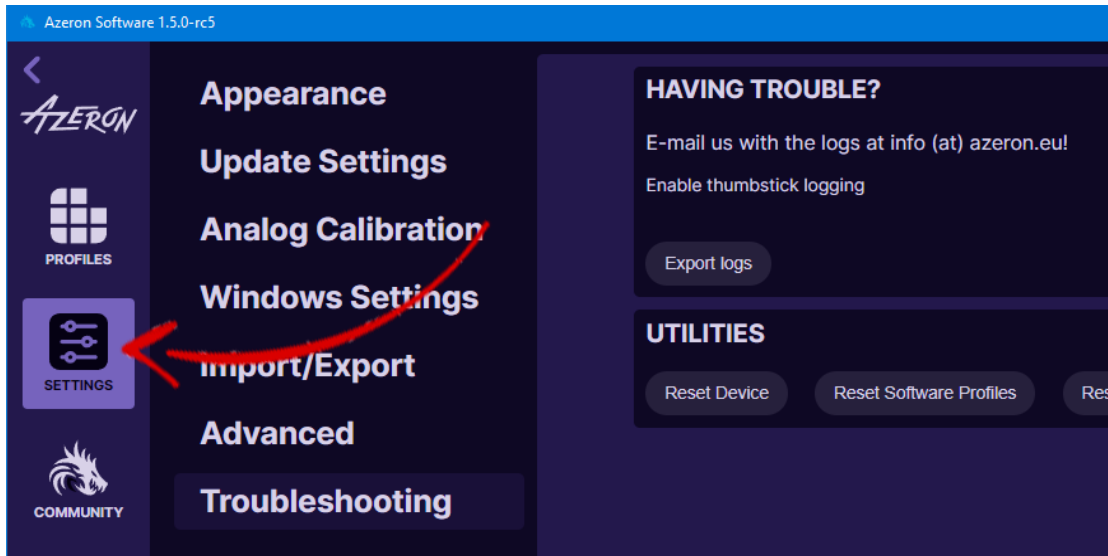 Azeron Software 1.5.0-rc5
AZERON
PROFILES
SETTINGS
COMMUNITY
Appearance
Update Settings
Analog Calibration
Windows Settings
Import/Export
Advanced
Troubleshooting
HAVING TROUBLE?
E-mail us with the logs at info (at) azeron.eu!
Enable thumbstick logging
Export logs
UTILITIES
Reset Device
Reset Software Profiles
Res